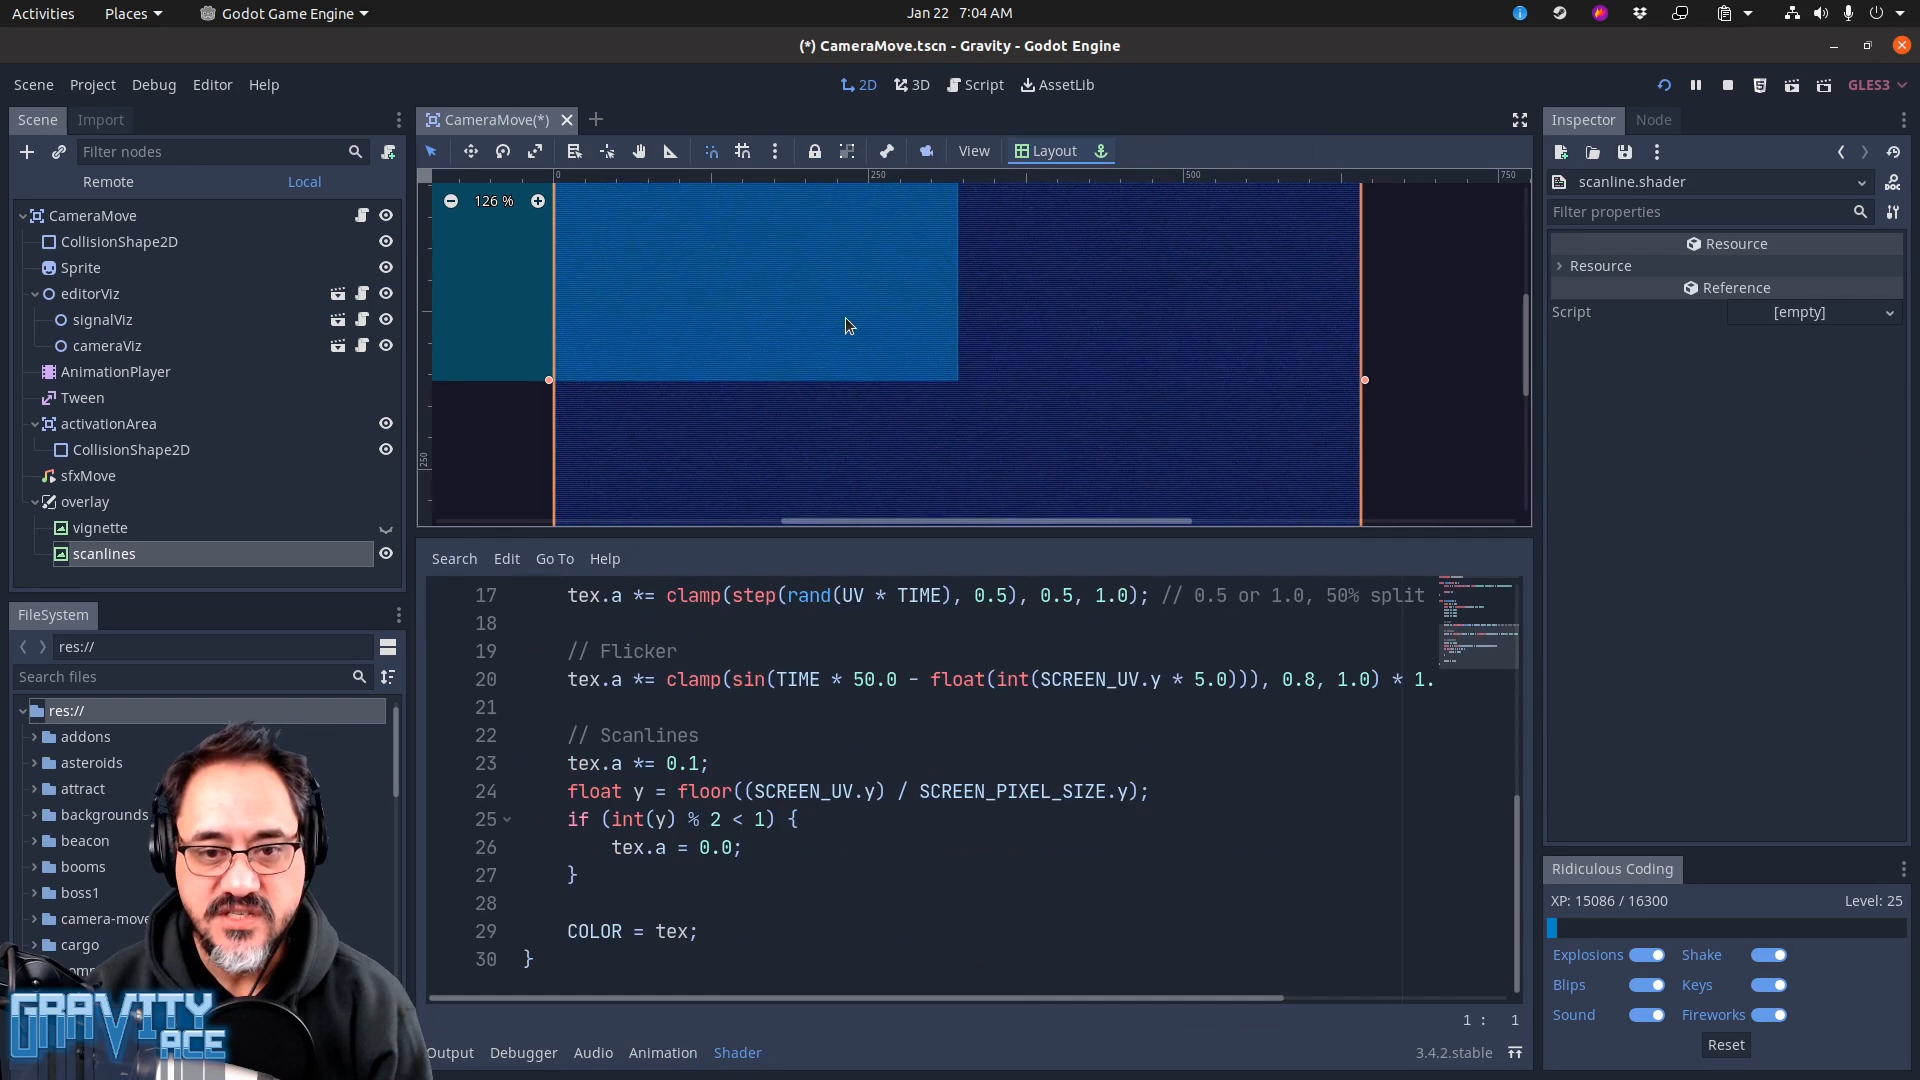 Activities Places Godot Game Engine Jan 22 7:04 AM
(*) CameraMove.tscn - Gravity - Godot Engine
Scene Project Debug Editor Help 2D 3D Script AssetLib GLES3
Scene Import
Filter nodes
Remote Local
CameraMove
CollisionShape2D
Sprite
editorViz
signalViz
cameraViz
AnimationPlayer
Tween
activationArea
CollisionShape2D
sfxMove
overlay
vignette
scanlines
FileSystem
res://
Search files
res://
addons
asteroids
attract
backgrounds
beacon
booms
boss1
camera-move
cargo
GRAVITY
ACE
CameraMove(*)
View Layout
0 250 500 750
126 %
250
Search Edit Go To Help
17 tex.a *= clamp(step(rand(UV * TIME), 0.5), 0.5, 1.0); // 0.5 or 1.0, 50% split
18
19 // Flicker
20 tex.a *= clamp(sin(TIME * 50.0 - float(int(SCREEN_UV.y * 5.0))), 0.8, 1.0) * 1.
21
22 // Scanlines
23 tex.a *= 0.1;
24 float y = floor((SCREEN_UV.y) / SCREEN_PIXEL_SIZE.y);
25 if (int(y) % 2 < 1) {
26 tex.a = 0.0;
27 }
28
29 COLOR = tex;
30 }
1 : 1
Output Debugger Audio Animation Shader 3.4.2.stable
Inspector Node
scanline.shader
Filter properties
Resource
Resource
Reference
Script [empty]
Ridiculous Coding
XP: 15086 / 16300 Level: 25
Explosions Shake
Blips Keys
Sound Fireworks
Reset